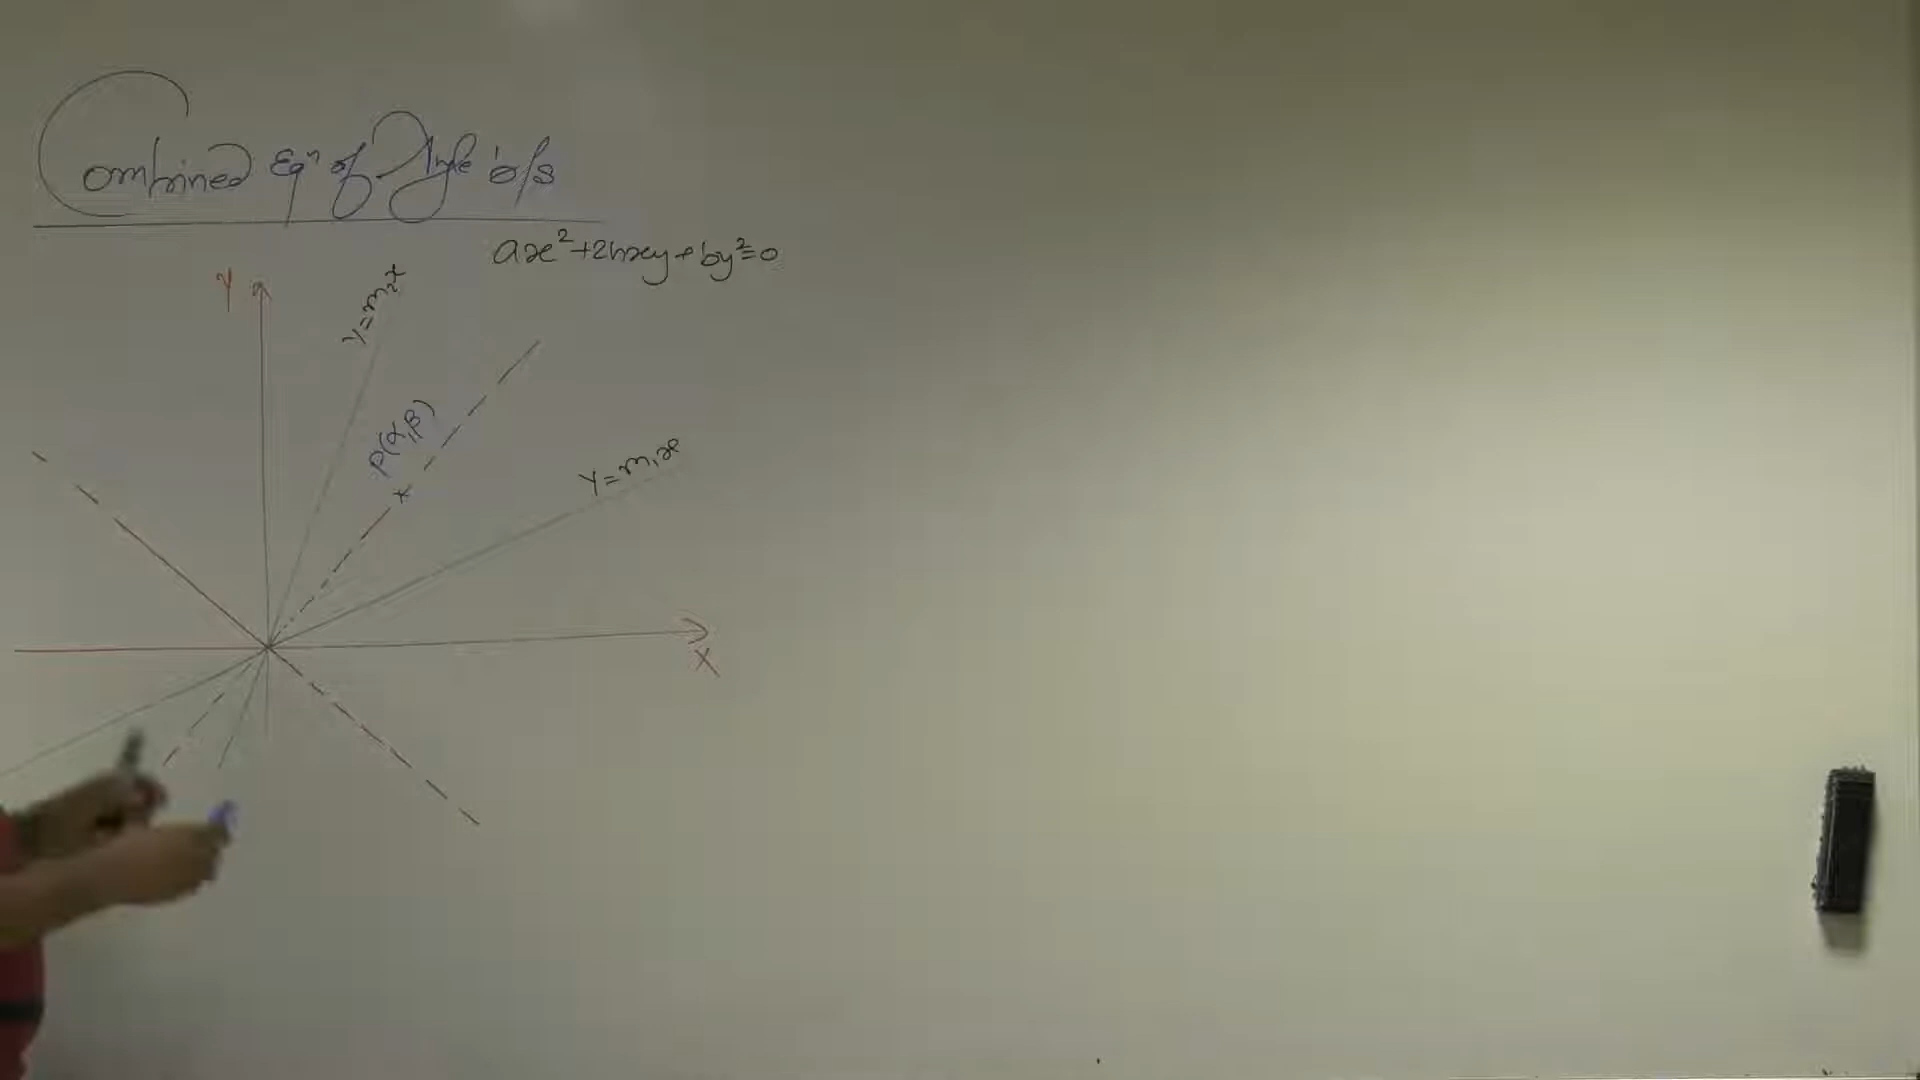 Combined Eqⁿ of Angle b/s
ax²+2hxy+by²=0
Y
y=m₂x
P(α,β)
Y=m₁x
X